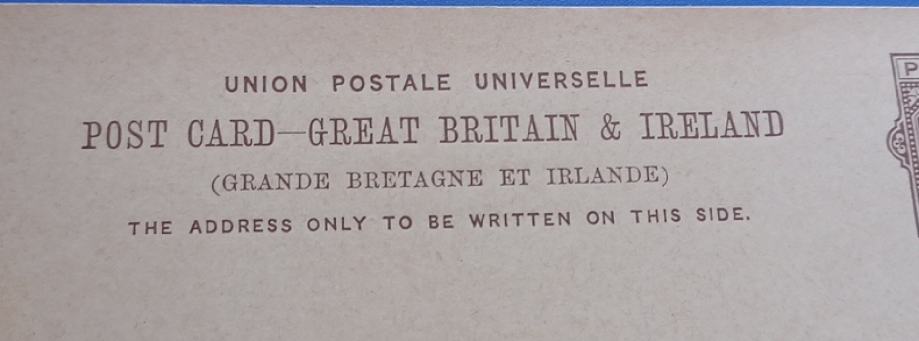 UNION POSTALE UNIVERSELLE
POST CARD—GREAT BRITAIN & IRELAND
(GRANDE BRETAGNE ET IRLANDE)
THE ADDRESS ONLY TO BE WRITTEN ON THIS SIDE.
P